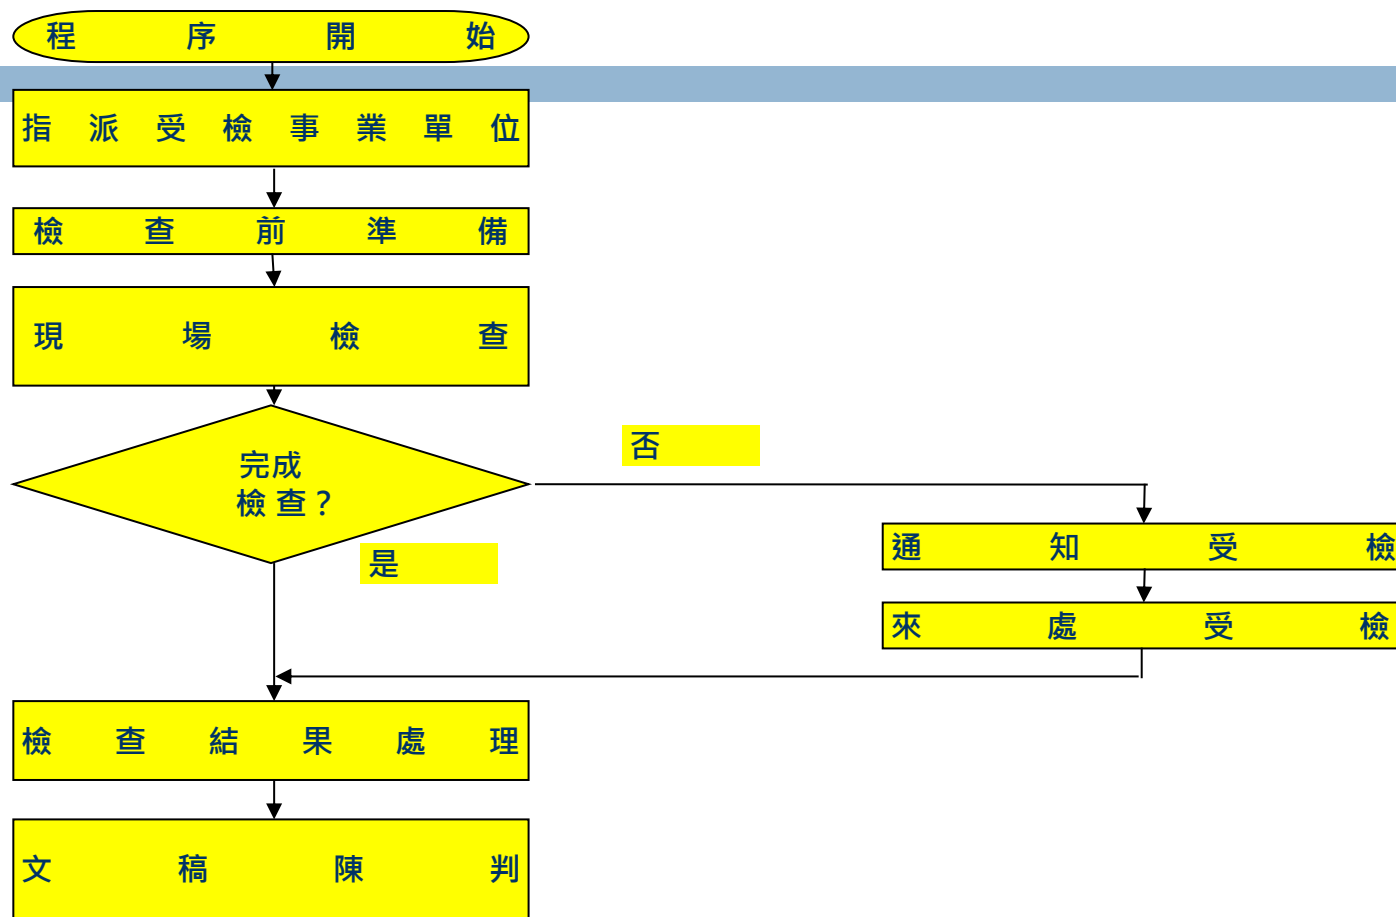 程序開始
指派受檢事業單位
檢查前準備
現場檢查
完成
檢查？
否
是
通知受檢
來處受檢
檢查結果處理
文稿陳判